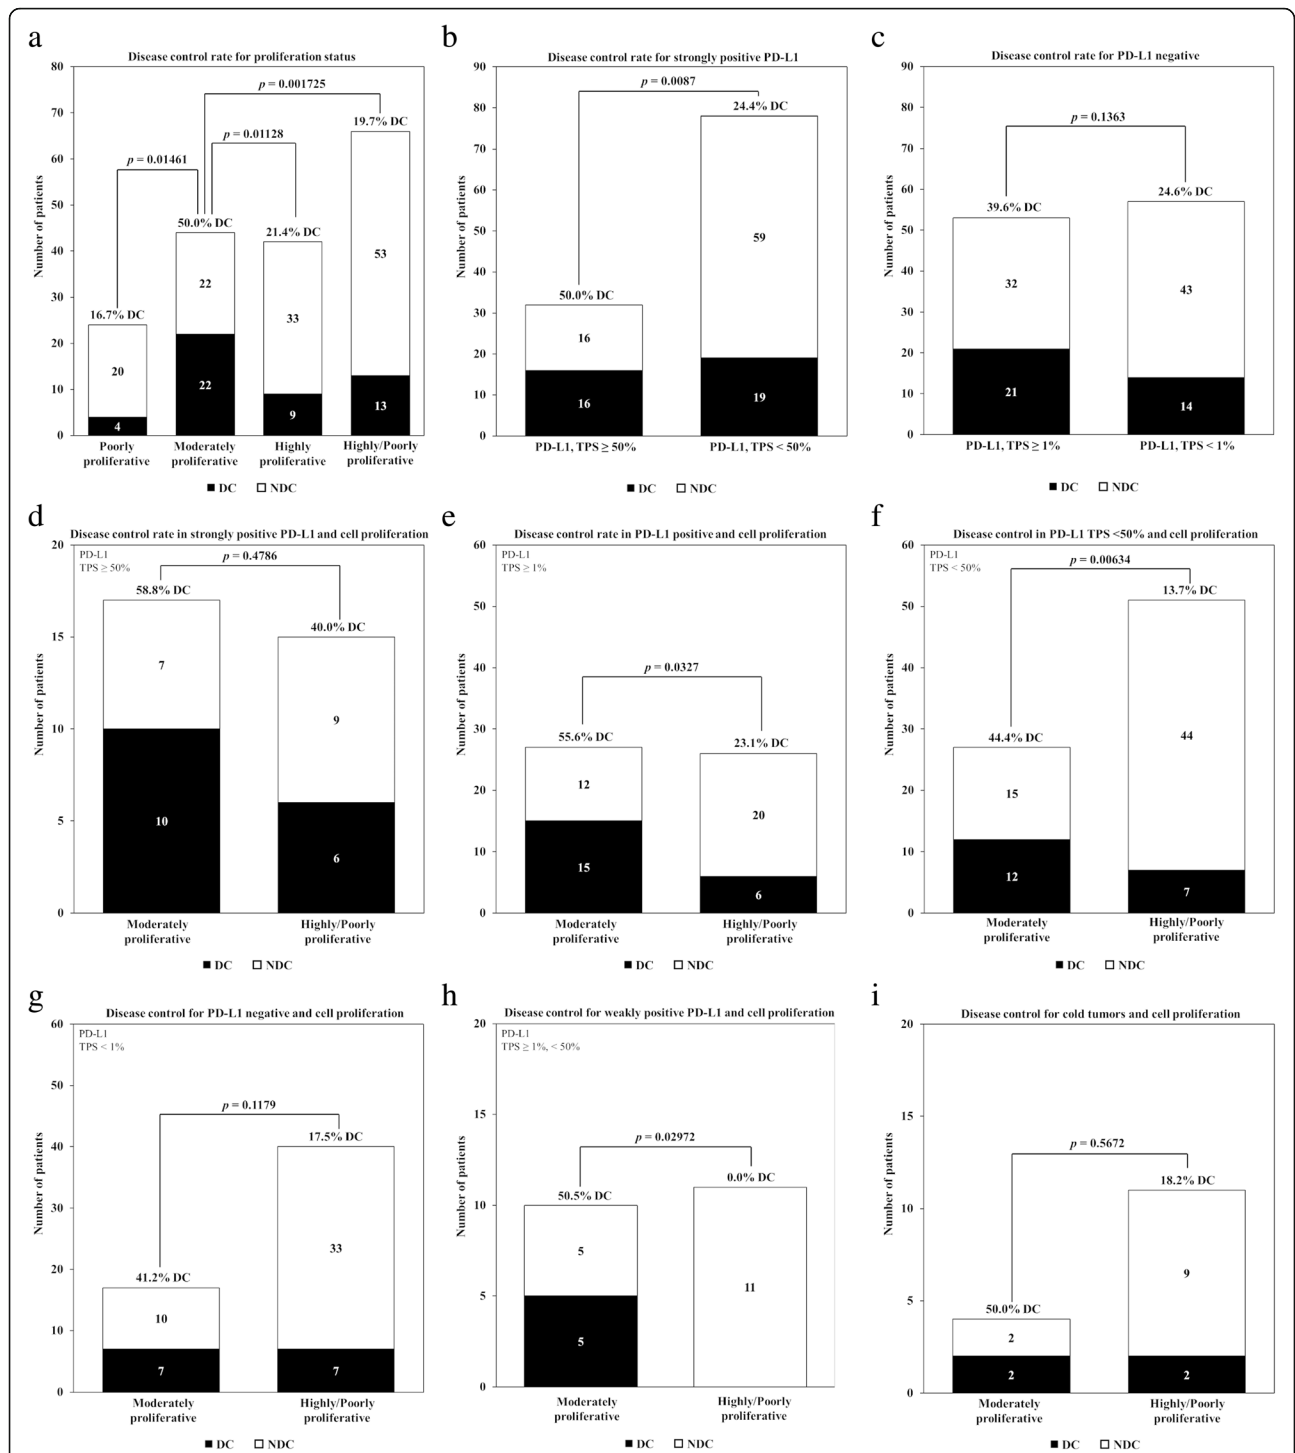 a
Disease control rate for proliferation status
Number of patients
80
70
60
50
40
30
20
10
0
p = 0.001725
p = 0.01128
p = 0.01461
16.7% DC
50.0% DC
21.4% DC
19.7% DC
20
4
22
22
33
9
53
13
Poorly
proliferative
Moderately
proliferative
Highly
proliferative
Highly/Poorly
proliferative
DC NDC
b
Disease control rate for strongly positive PD-L1
Number of patients
90
80
70
60
50
40
30
20
10
0
p = 0.0087
50.0% DC
24.4% DC
16
16
59
19
PD-L1, TPS ≥ 50%
PD-L1, TPS < 50%
DC NDC
c
Disease control rate for PD-L1 negative
Number of patients
90
80
70
60
50
40
30
20
10
0
p = 0.1363
39.6% DC
24.6% DC
32
21
43
14
PD-L1, TPS ≥ 1%
PD-L1, TPS < 1%
DC NDC
d
Disease control rate in strongly positive PD-L1 and cell proliferation
PD-L1
TPS ≥ 50%
Number of patients
20
15
10
5
0
p = 0.4786
58.8% DC
40.0% DC
7
10
9
6
Moderately
proliferative
Highly/Poorly
proliferative
DC NDC
e
Disease control rate in PD-L1 positive and cell proliferation
PD-L1
TPS ≥ 1%
Number of patients
60
50
40
30
20
10
0
p = 0.0327
55.6% DC
23.1% DC
12
15
20
6
Moderately
proliferative
Highly/Poorly
proliferative
DC NDC
f
Disease control in PD-L1 TPS <50% and cell proliferation
PD-L1
TPS < 50%
Number of patients
60
50
40
30
20
10
0
p = 0.00634
44.4% DC
13.7% DC
15
12
44
7
Moderately
proliferative
Highly/Poorly
proliferative
DC NDC
g
Disease control for PD-L1 negative and cell proliferation
PD-L1
TPS < 1%
Number of patients
60
50
40
30
20
10
0
p = 0.1179
41.2% DC
17.5% DC
10
7
33
7
Moderately
proliferative
Highly/Poorly
proliferative
DC NDC
h
Disease control for weakly positive PD-L1 and cell proliferation
PD-L1
TPS ≥ 1%, < 50%
Number of patients
20
15
10
5
0
p = 0.02972
50.5% DC
0.0% DC
5
5
11
Moderately
proliferative
Highly/Poorly
proliferative
DC NDC
i
Disease control for cold tumors and cell proliferation
Number of patients
20
15
10
5
0
p = 0.5672
50.0% DC
18.2% DC
2
2
9
2
Moderately
proliferative
Highly/Poorly
proliferative
DC NDC